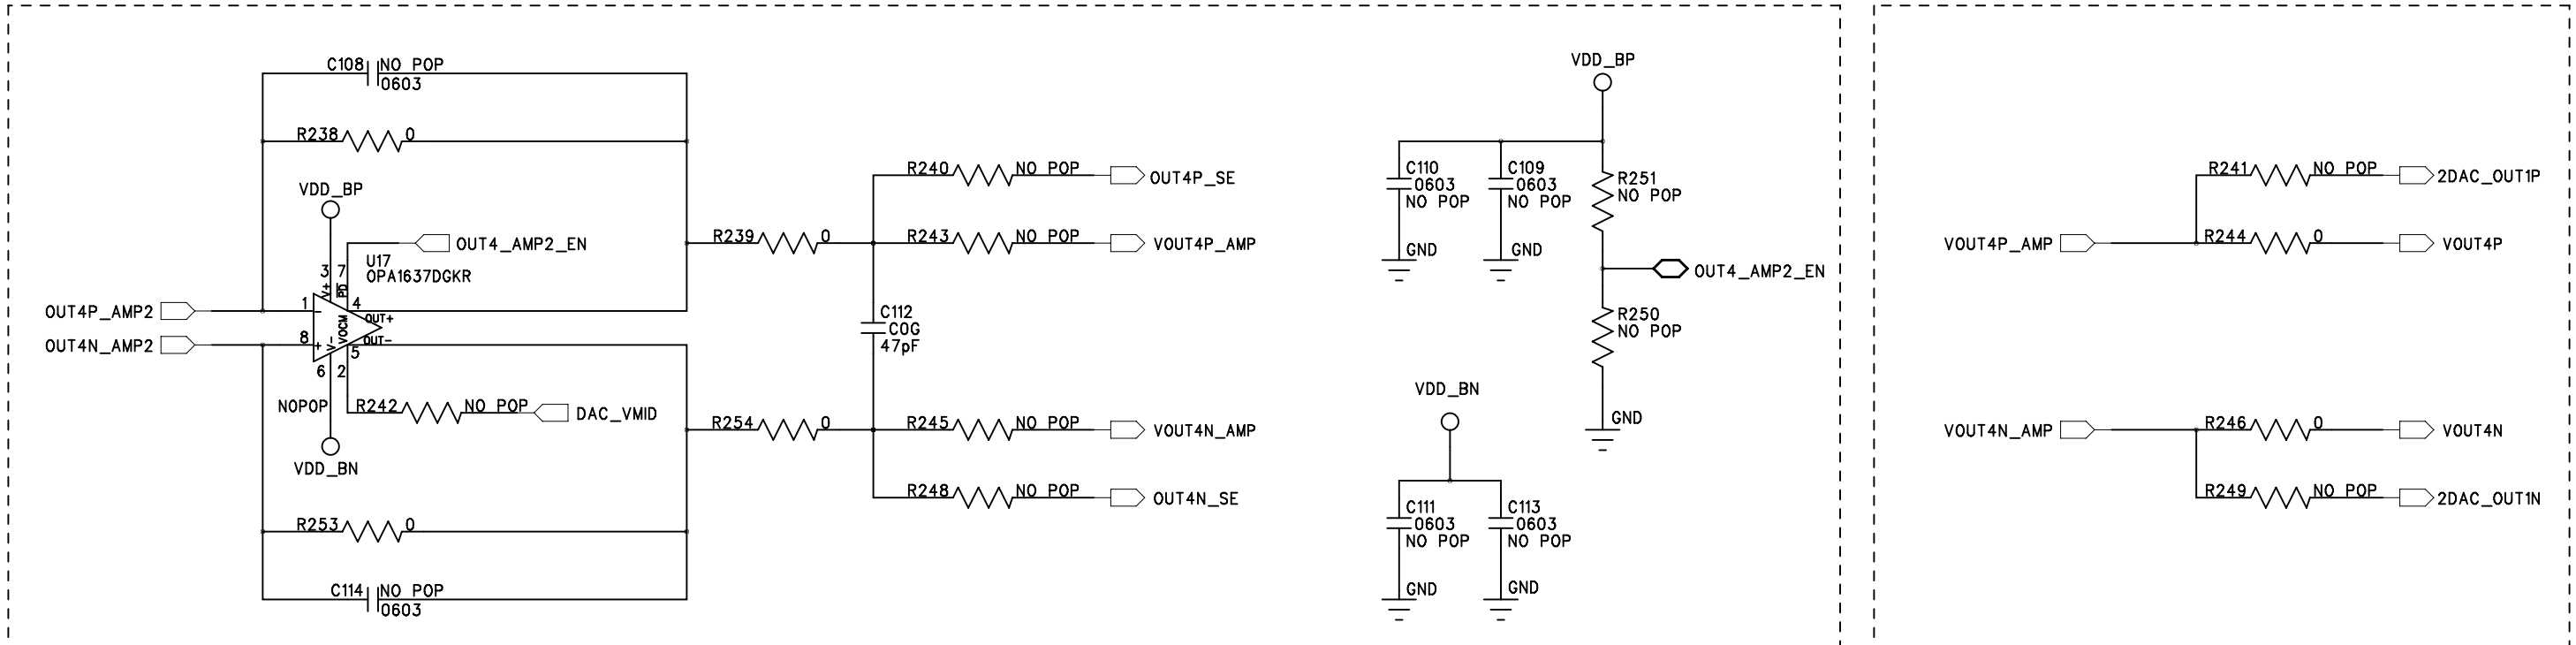 C108 NO POP
0603
R238 0
VDD_BP
OUT4_AMP2_EN
U17
OPA1637DGKR
3 7
V+ PD
OUT4P_AMP2 1 - 4
OUT+
VOCM
OUT4N_AMP2 8 + OUT-
V- 5
6 2
NOPOP R242 NO POP DAC_VMID
VDD_BN
R253 0
C114 NO POP
0603
R239 0
R240 NO POP OUT4P_SE
R243 NO POP VOUT4P_AMP
C112
C0G
47pF
R254 0
R245 NO POP VOUT4N_AMP
R248 NO POP OUT4N_SE
VDD_BP
C110
0603
NO POP
GND
C109
0603
NO POP
GND
R251
NO POP
OUT4_AMP2_EN
R250
NO POP
GND
VDD_BN
C111
0603
NO POP
GND
C113
0603
NO POP
GND
R241 NO POP 2DAC_OUT1P
VOUT4P_AMP R244 0 VOUT4P
VOUT4N_AMP R246 0 VOUT4N
R249 NO POP 2DAC_OUT1N